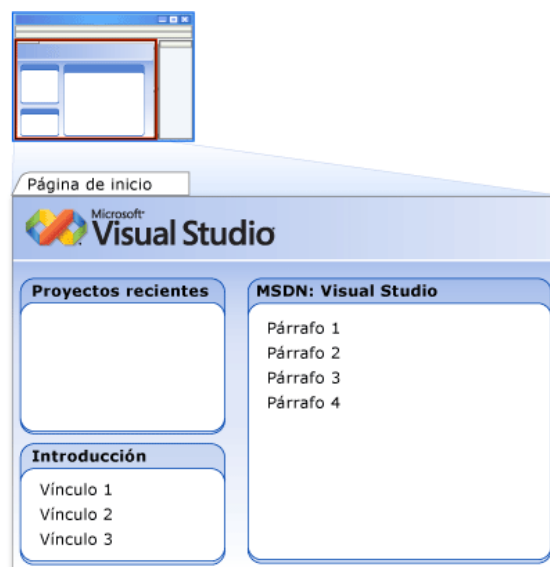 Página de inicio
Microsoft
Visual Studio
Proyectos recientes
Introducción
Vínculo 1
Vínculo 2
Vínculo 3
MSDN: Visual Studio
Párrafo 1
Párrafo 2
Párrafo 3
Párrafo 4